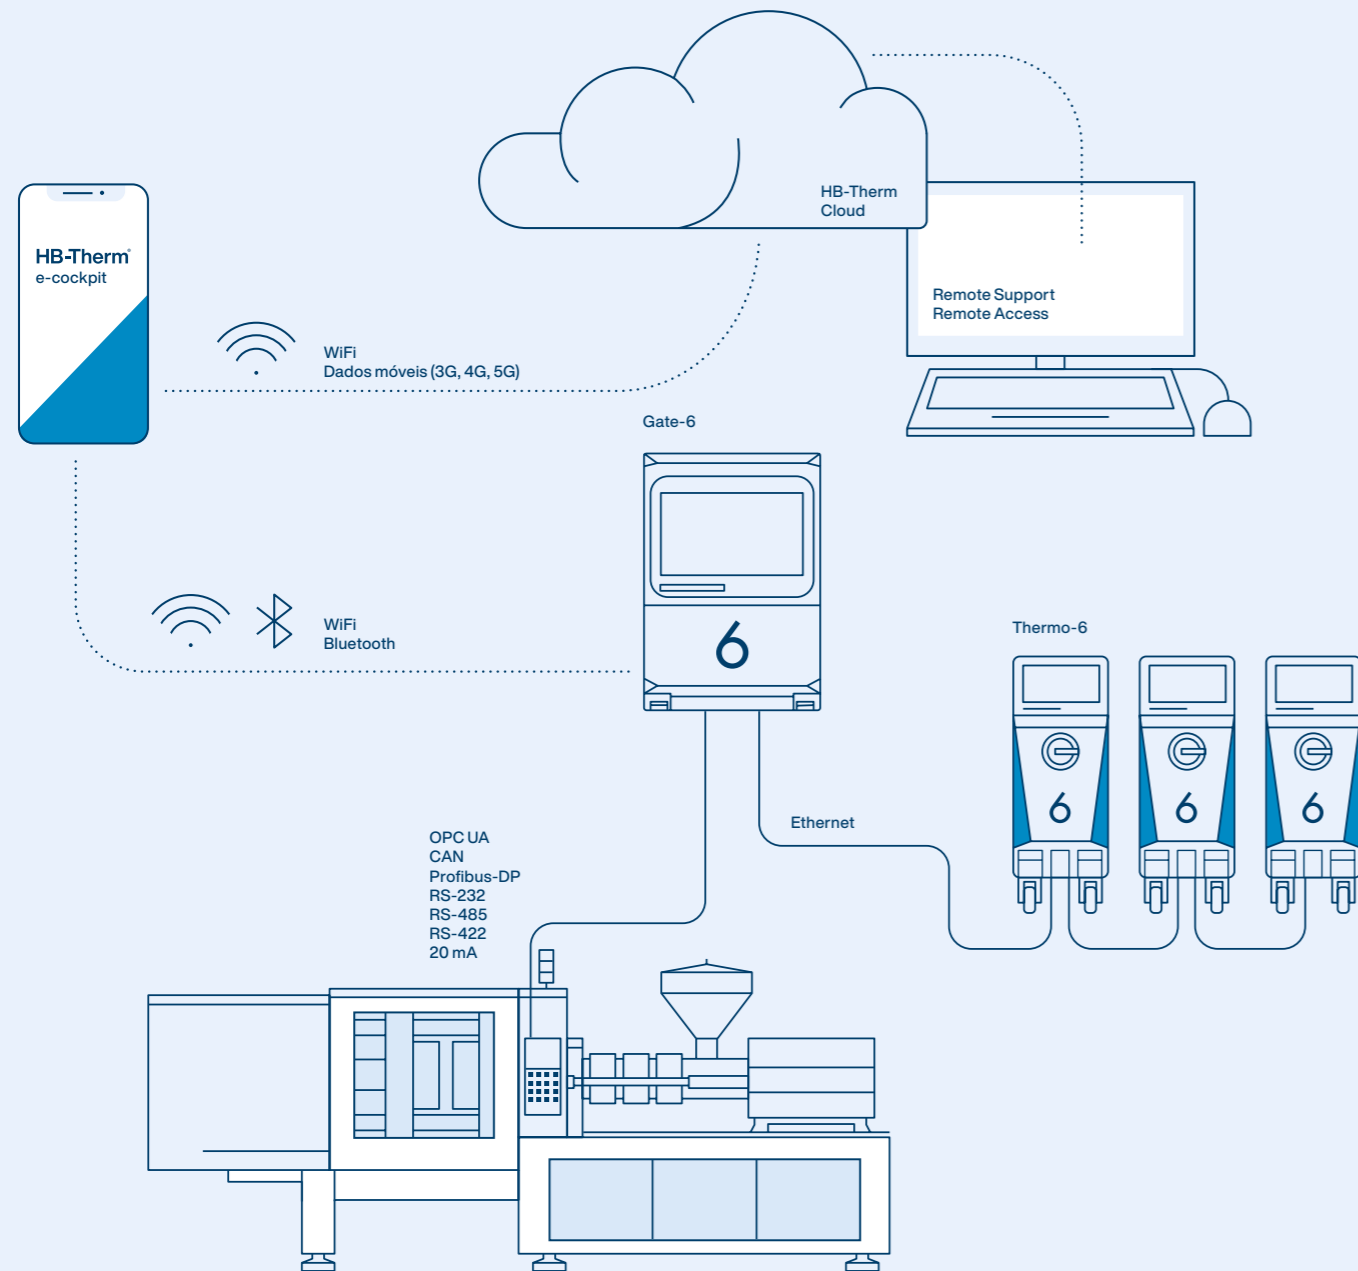 HB-Therm
Cloud
HB-Therm®
e-cockpit
Remote Support
Remote Access
WiFi
Dados móveis (3G, 4G, 5G)
Gate-6
6
WiFi
Bluetooth
Thermo-6
6
6
6
Ethernet
OPC UA
CAN
Profibus-DP
RS-232
RS-485
RS-422
20 mA